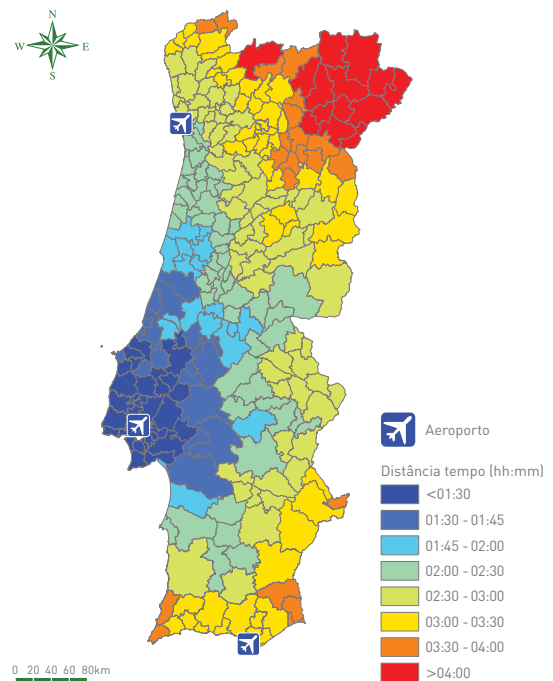 N
W E
S
Aeroporto
Distância tempo (hh:mm)
<01:30
01:30 - 01:45
01:45 - 02:00
02:00 - 02:30
02:30 - 03:00
03:00 - 03:30
03:30 - 04:00
>04:00
0 20 40 60 80km